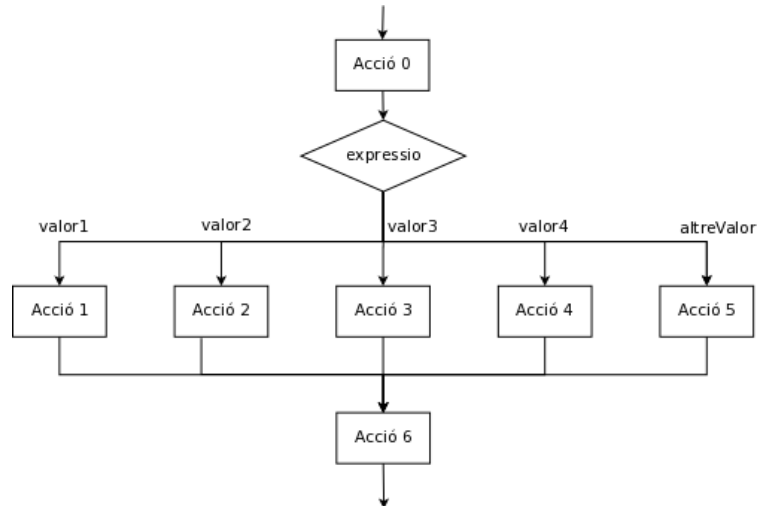 Acció 0
expressio
valor1
valor2
valor3
valor4
altreValor
Acció 1
Acció 2
Acció 3
Acció 4
Acció 5
Acció 6